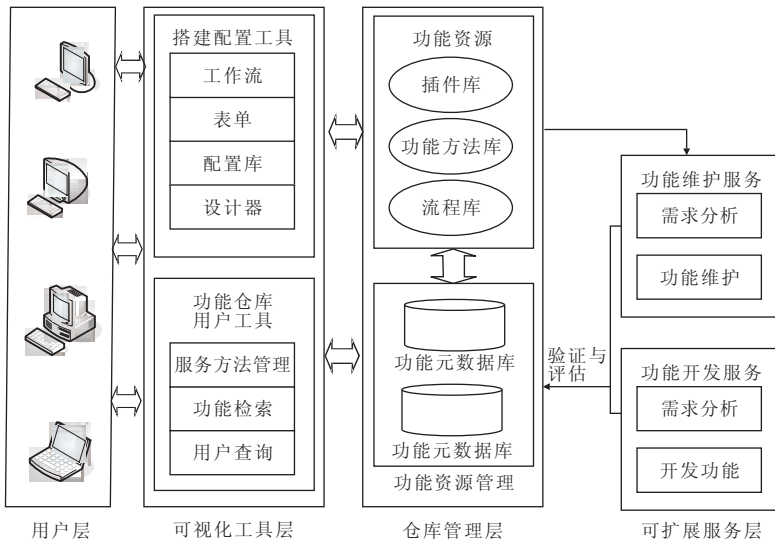 搭建配置工具
工作流
表单
配置库
设计器
功能仓库
用户工具
服务方法管理
功能检索
用户查询
功能资源
插件库
功能方法库
流程库
功能元数据库
功能元数据库
功能资源管理
验证与
评估
功能维护服务
需求分析
功能维护
功能开发服务
需求分析
开发功能
用户层
可视化工具层
仓库管理层
可扩展服务层